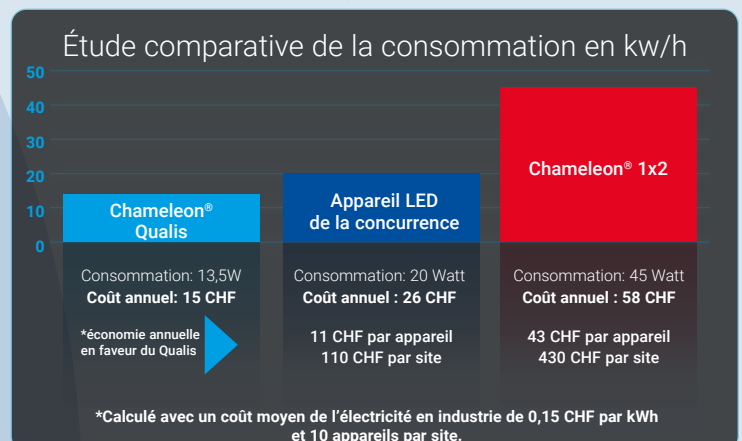 Étude comparative de la consommation en kw/h
50
40
30
20
10
0
Chameleon®
Qualis
Appareil LED
de la concurrence
Chameleon® 1x2
Consommation: 13,5W
Coût annuel: 15 CHF
*économie annuelle
en faveur du Qualis
Consommation: 20 Watt
Coût annuel : 26 CHF
11 CHF par appareil
110 CHF par site
Consommation: 45 Watt
Coût annuel : 58 CHF
43 CHF par appareil
430 CHF par site
*Calculé avec un coût moyen de l'électricité en industrie de 0,15 CHF par kWh
et 10 appareils par site.